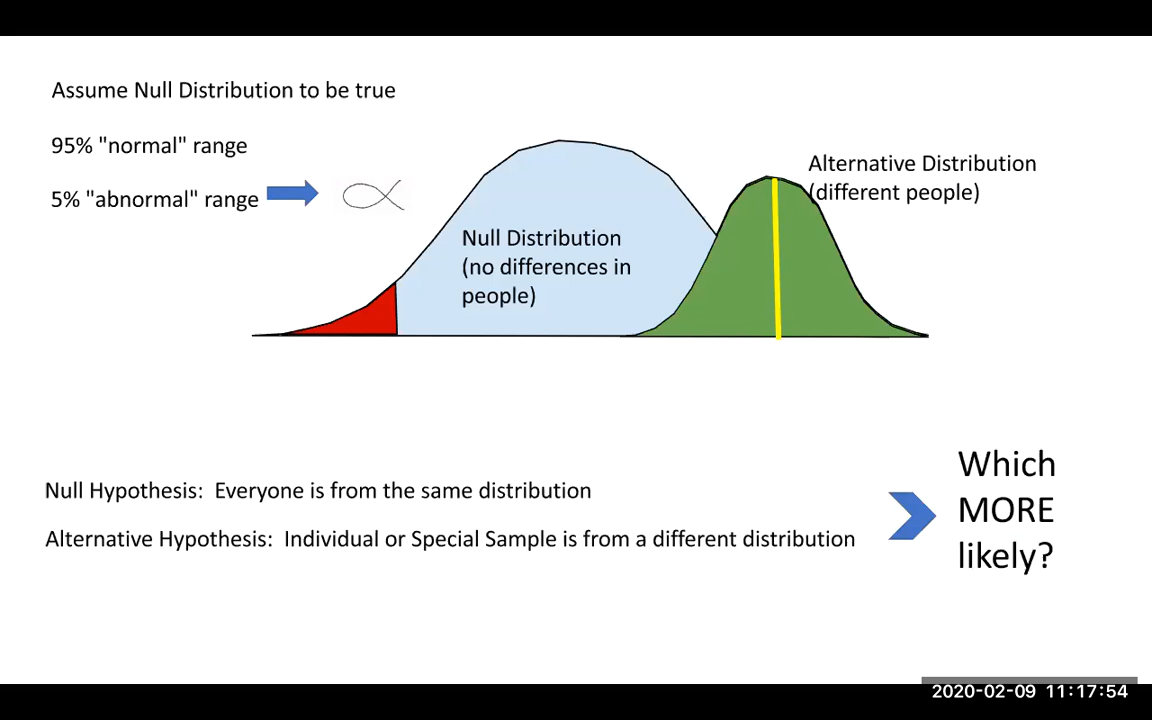 Assume Null Distribution to be true
95% "normal" range
5% "abnormal" range
α
Null Distribution
(no differences in
people)
Alternative Distribution
(different people)
Null Hypothesis: Everyone is from the same distribution
Alternative Hypothesis: Individual or Special Sample is from a different distribution
Which
MORE
likely?
2020-02-09 11:17:54